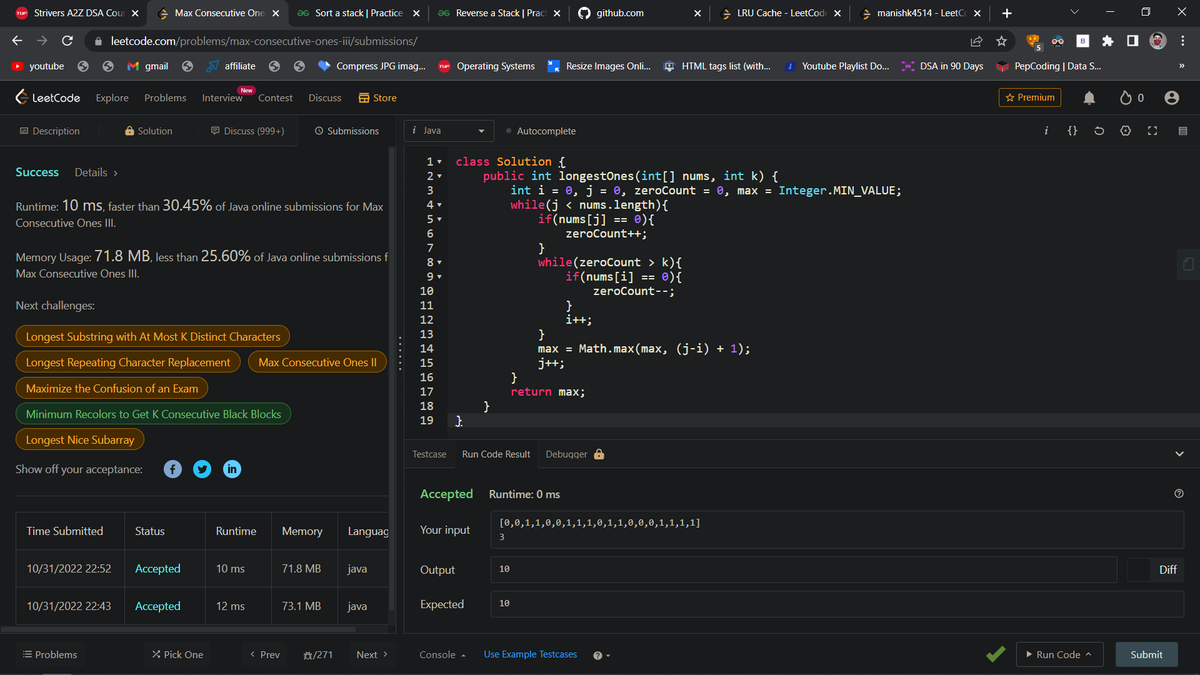 Strivers A2Z DSA Cour
Max Consecutive One
Sort a stack | Practice
Reverse a Stack | Pract
github.com
LRU Cache - LeetCode
manishk4514 - LeetC
leetcode.com/problems/max-consecutive-ones-iii/submissions/
youtube
gmail
affiliate
Compress JPG imag...
Operating Systems
Resize Images Onli...
HTML tags list (with...
Youtube Playlist Do...
DSA in 90 Days
PepCoding | Data S...
»
LeetCode
Explore
Problems
Interview
New
Contest
Discuss
Store
Premium
0
Description
Solution
Discuss (999+)
Submissions
i Java
Autocomplete
Success
Details >
Runtime: 10 ms, faster than 30.45% of Java online submissions for Max
Consecutive Ones III.
Memory Usage: 71.8 MB, less than 25.60% of Java online submissions f
Max Consecutive Ones III.
Next challenges:
Longest Substring with At Most K Distinct Characters
Longest Repeating Character Replacement
Max Consecutive Ones II
Maximize the Confusion of an Exam
Minimum Recolors to Get K Consecutive Black Blocks
Longest Nice Subarray
Show off your acceptance:
Time Submitted Status Runtime Memory Languag
10/31/2022 22:52 Accepted 10 ms 71.8 MB java
10/31/2022 22:43 Accepted 12 ms 73.1 MB java
Problems
Pick One
< Prev
/271
Next >
1 class Solution {
2 public int longestOnes(int[] nums, int k) {
3 int i = 0, j = 0, zeroCount = 0, max = Integer.MIN_VALUE;
4 while(j < nums.length){
5 if(nums[j] == 0){
6 zeroCount++;
7 }
8 while(zeroCount > k){
9 if(nums[i] == 0){
10 zeroCount--;
11 }
12 i++;
13 }
14 max = Math.max(max, (j-i) + 1);
15 j++;
16 }
17 return max;
18 }
19 }
Testcase
Run Code Result
Debugger
Accepted
Runtime: 0 ms
Your input
[0,0,1,1,0,0,1,1,1,0,1,1,0,0,0,1,1,1,1]
3
Output
10
Diff
Expected
10
Console
Use Example Testcases
Run Code
Submit